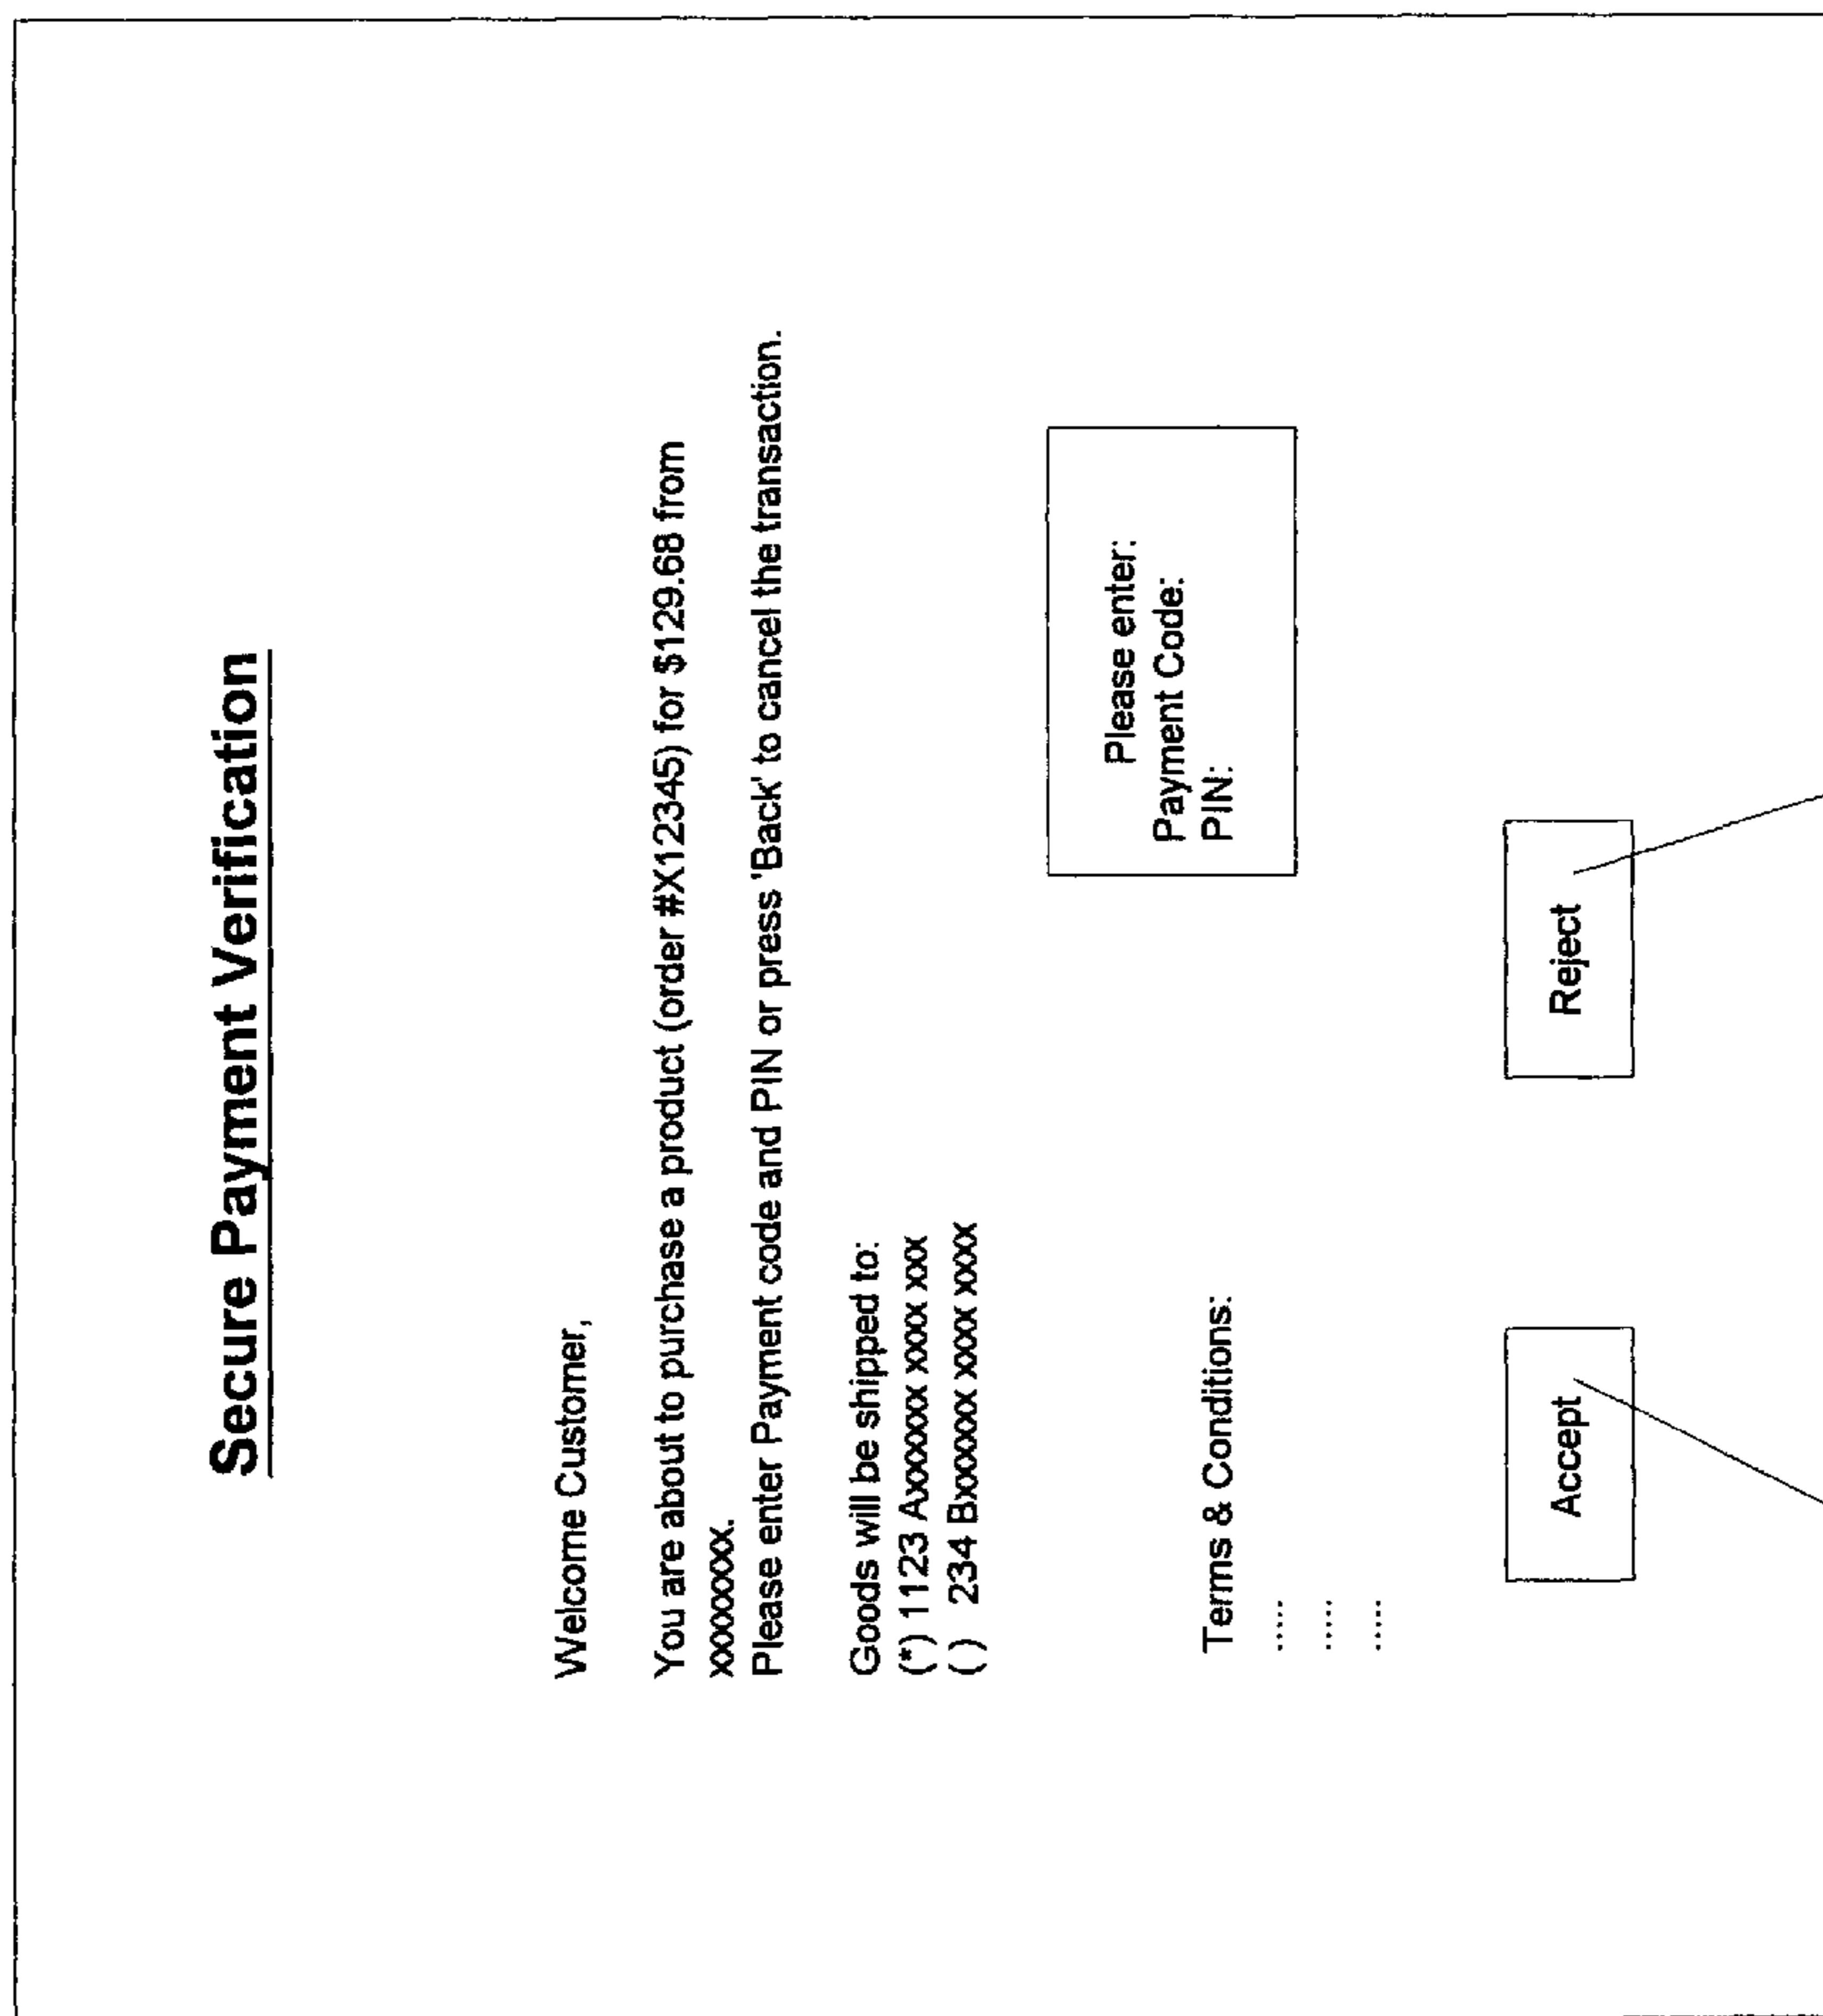 Secure Payment Verification
Welcome Customer,
You are about to purchase a product (order #X12345) for $129.68 from
xxxxxxx.
Please enter Payment code and PIN or press 'Back' to cancel the transaction.
Goods will be shipped to:
(*) 1123 Axxxxx xxxx xxx
( ) 234 Bxxxxx xxxx xxxx
Please enter:
Payment Code:
PIN:
Terms & Conditions:
.....
.....
.....
Accept
Reject